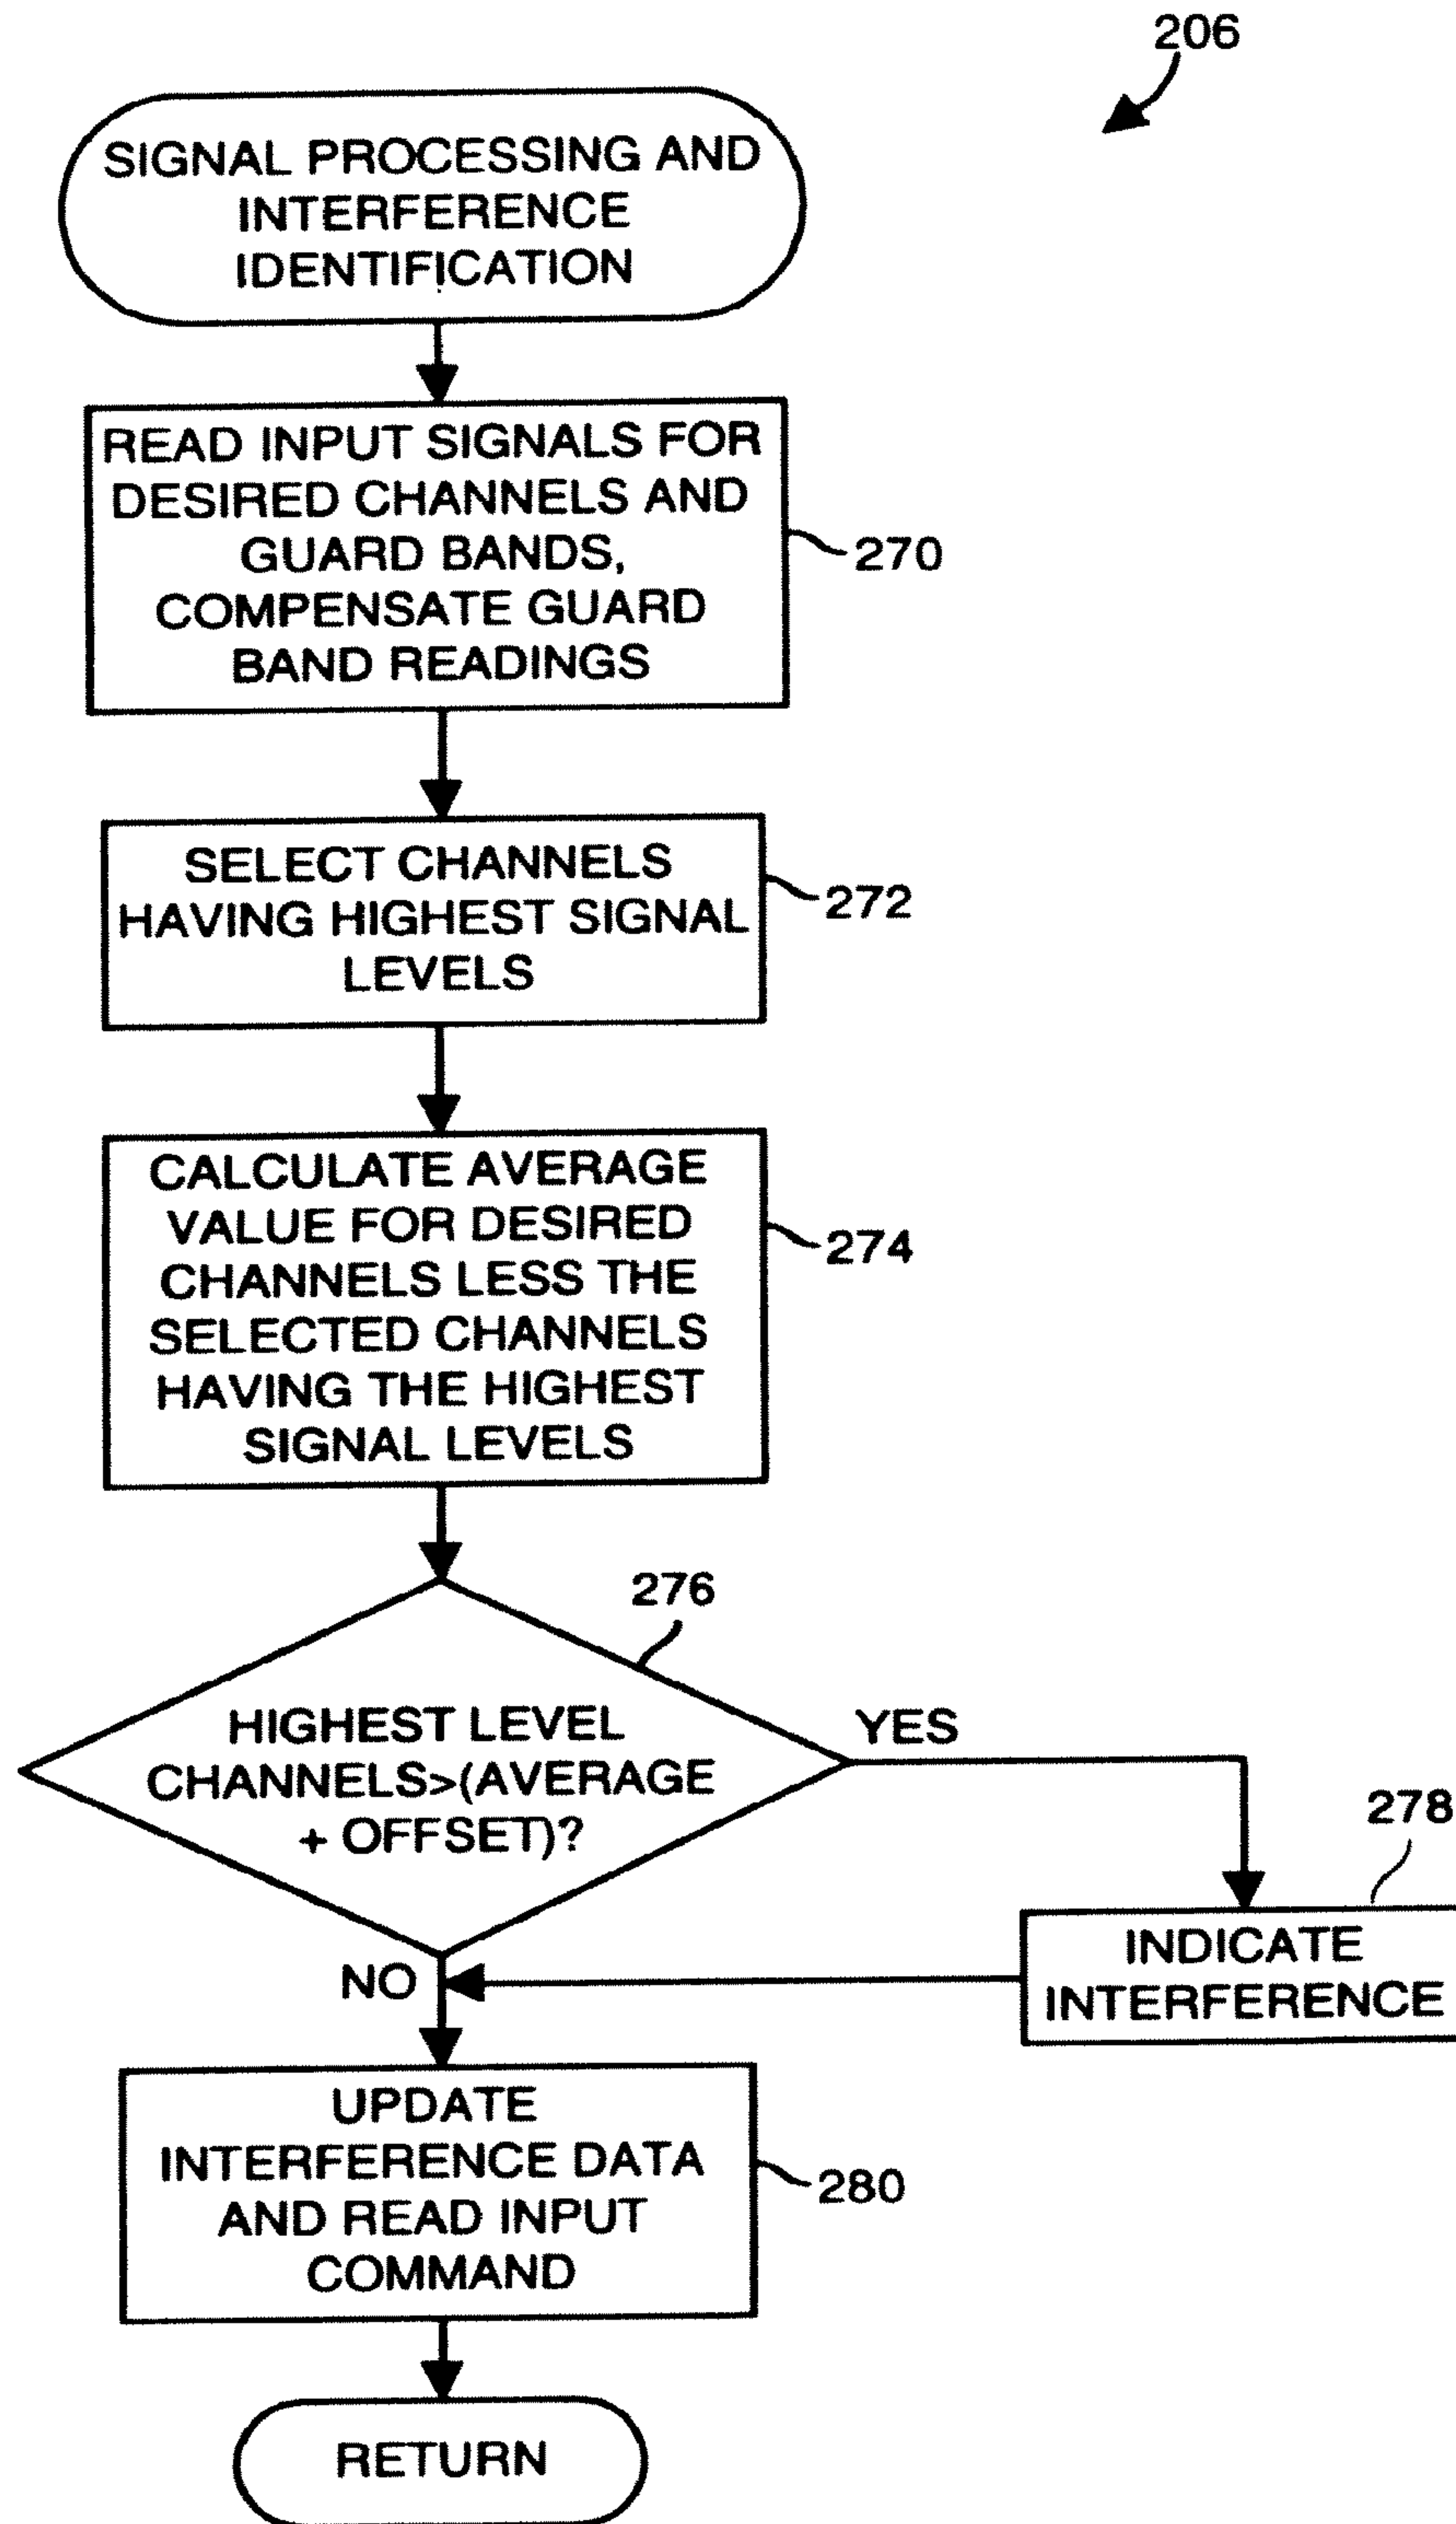 206
SIGNAL PROCESSING AND
INTERFERENCE
IDENTIFICATION
READ INPUT SIGNALS FOR
DESIRED CHANNELS AND
GUARD BANDS,
COMPENSATE GUARD
BAND READINGS
270
SELECT CHANNELS
HAVING HIGHEST SIGNAL
LEVELS
272
CALCULATE AVERAGE
VALUE FOR DESIRED
CHANNELS LESS THE
SELECTED CHANNELS
HAVING THE HIGHEST
SIGNAL LEVELS
274
276
HIGHEST LEVEL
CHANNELS>(AVERAGE
+ OFFSET)?
YES
278
INDICATE
INTERFERENCE
NO
UPDATE
INTERFERENCE DATA
AND READ INPUT
COMMAND
280
RETURN